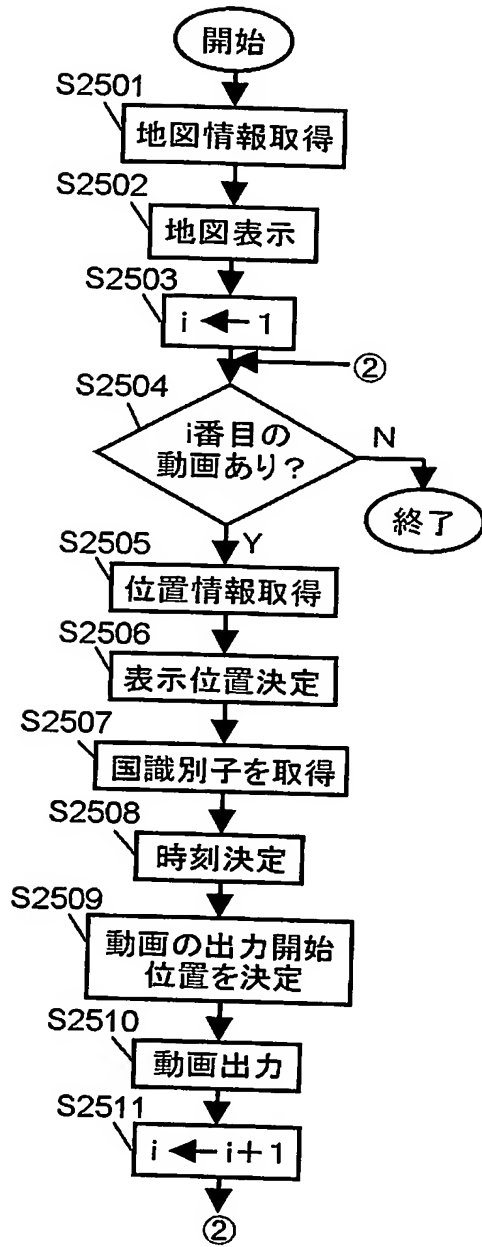 開始
S2501
地図情報取得
S2502
地図表示
S2503
i ← 1
②
S2504
i番目の
動画あり?
N
終了
Y
S2505
位置情報取得
S2506
表示位置決定
S2507
国識別子を取得
S2508
時刻決定
S2509
動画の出力開始
位置を決定
S2510
動画出力
S2511
i ← i+1
②